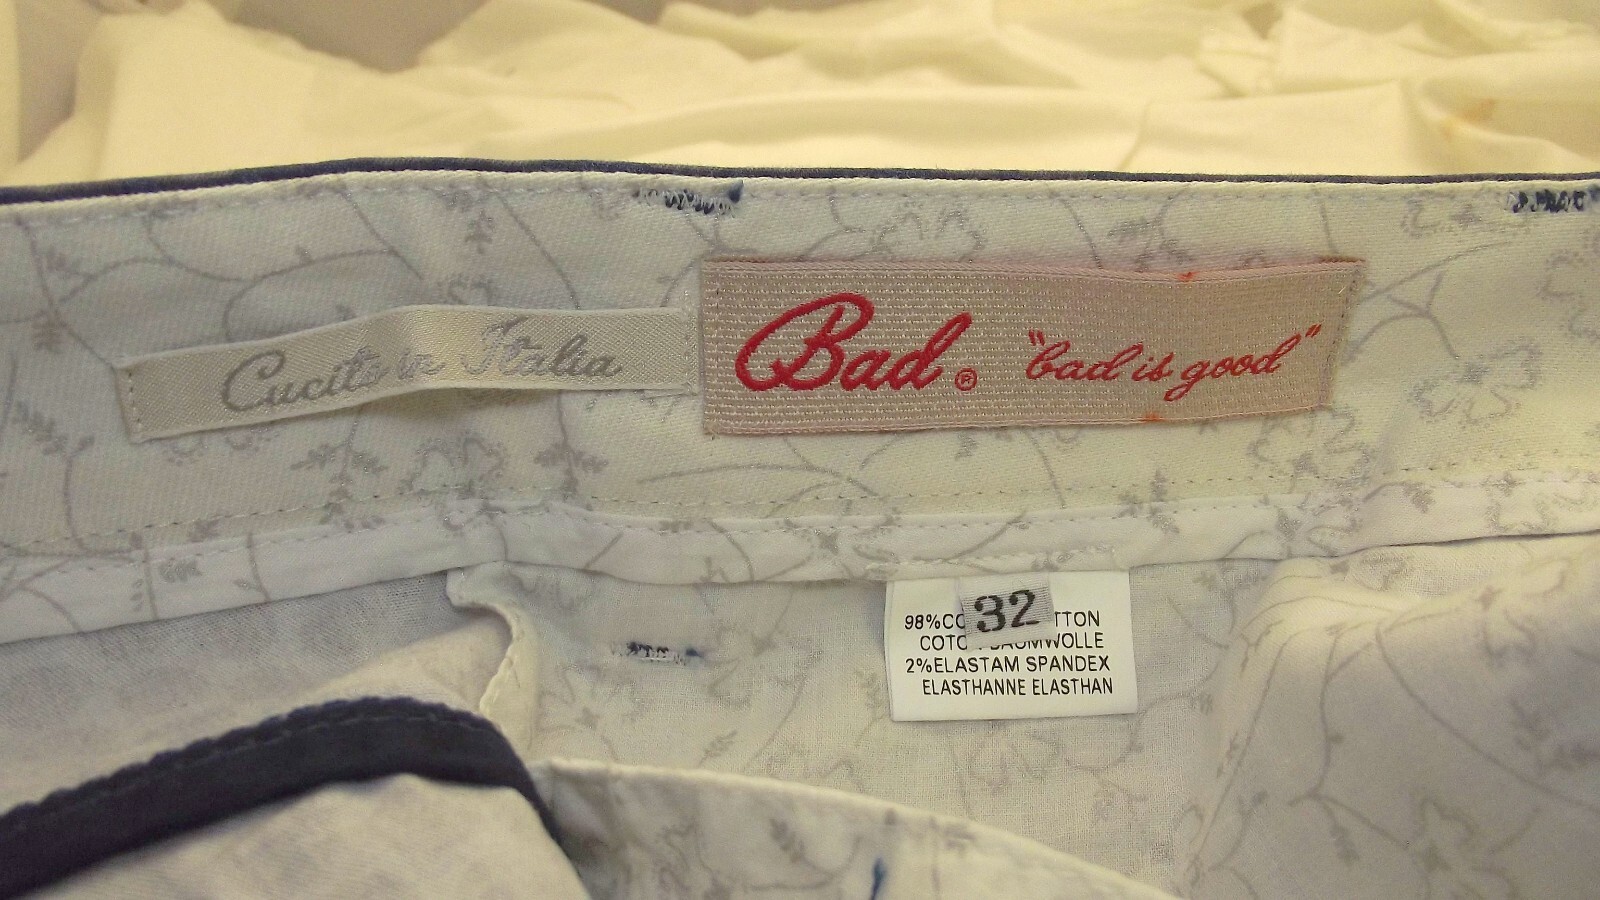 Cucito in Italia
Bad ® "bad is good"
32
98%CO TTON
COTO BAUMWOLLE
2%ELASTAM SPANDEX
ELASTHANNE ELASTHAN